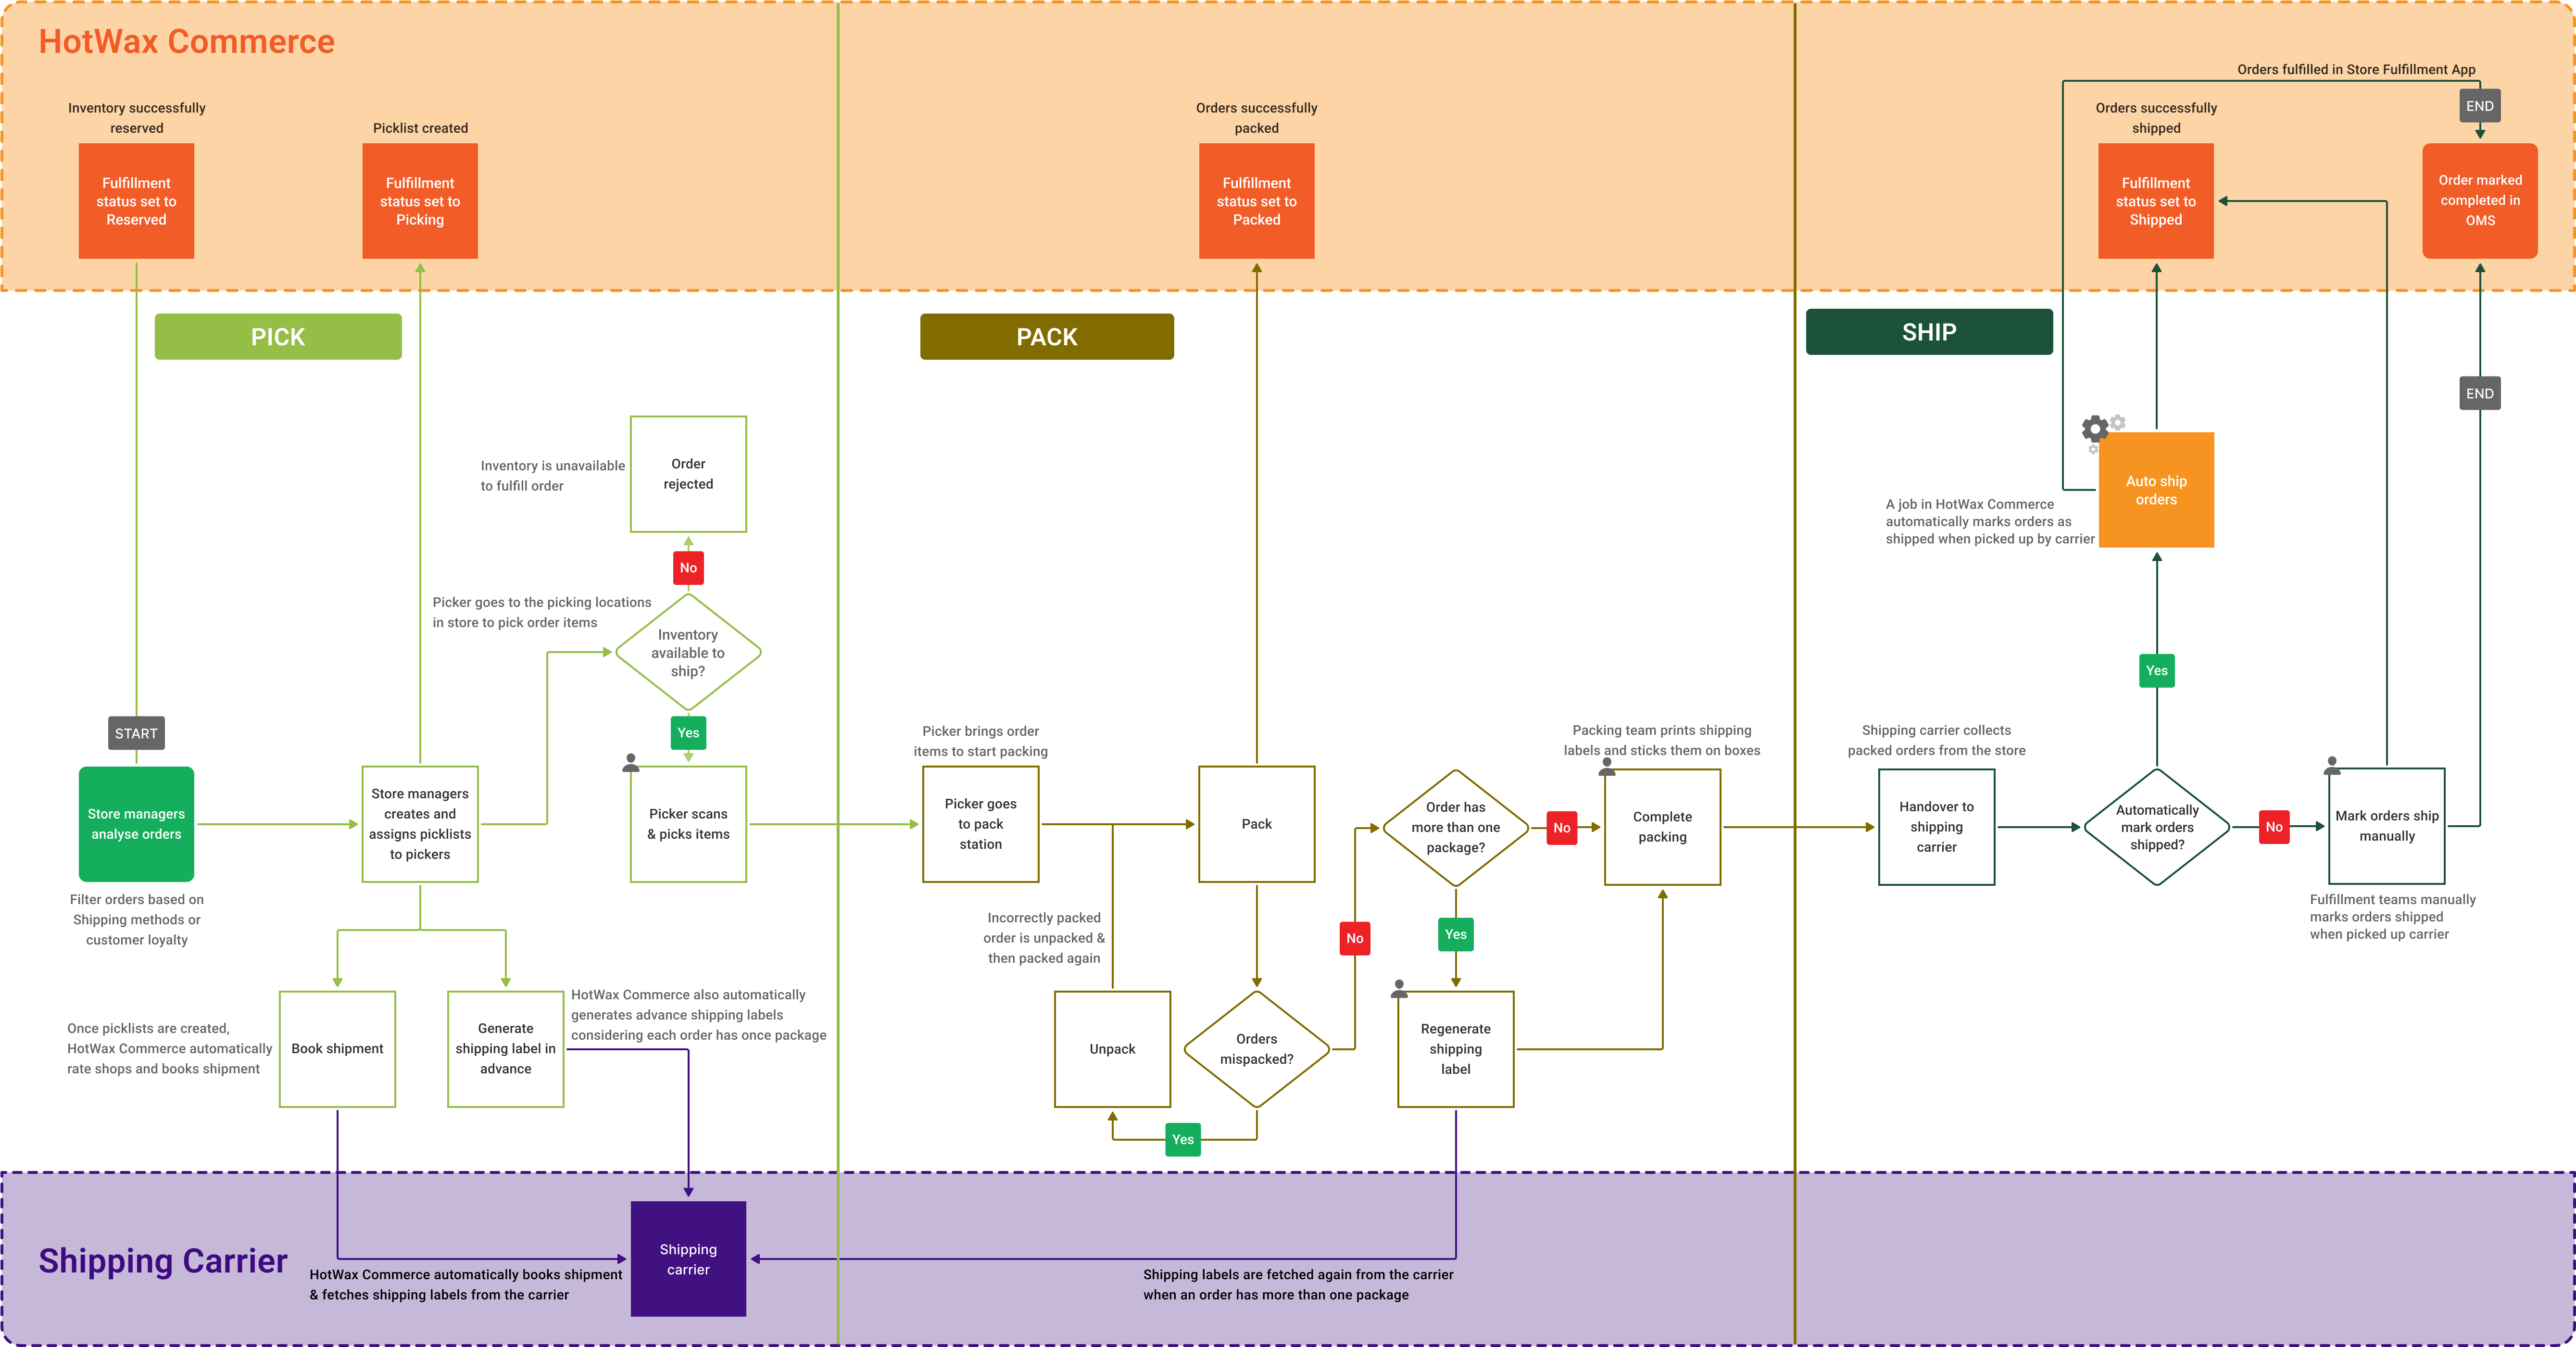 HotWax Commerce
Inventory successfully
reserved
Fulfillment
status set to
Reserved
Picklist created
Fulfillment
status set to
Picking
Orders successfully
packed
Fulfillment
status set to
Packed
Orders fulfilled in Store Fulfillment App
END
Orders successfully
shipped
Fulfillment
status set to
Shipped
Order marked
completed in
OMS
PICK
START
Store managers
analyse orders
Filter orders based on
Shipping methods or
customer loyalty
Store managers
creates and
assigns picklists
to pickers
Once picklists are created,
HotWax Commerce automatically
rate shops and books shipment
Book shipment
Generate
shipping label in
advance
HotWax Commerce also automatically
generates advance shipping labels
considering each order has once package
Inventory is unavailable
to fulfill order
Order
rejected
No
Picker goes to the picking locations
in store to pick order items
Inventory
available to
ship?
Yes
Picker scans
& picks items
PACK
Picker brings order
items to start packing
Picker goes
to pack
station
Pack
Incorrectly packed
order is unpacked &
then packed again
Unpack
Orders
mispacked?
Yes
No
Order has
more than one
package?
No
Yes
Regenerate
shipping
label
Packing team prints shipping
labels and sticks them on boxes
Complete
packing
SHIP
Shipping carrier collects
packed orders from the store
Handover to
shipping
carrier
Automatically
mark orders
shipped?
Yes
A job in HotWax Commerce
automatically marks orders as
shipped when picked up by carrier
Auto ship
orders
No
Mark orders ship
manually
Fulfillment teams manually
marks orders shipped
when picked up carrier
END
Shipping Carrier
HotWax Commerce automatically books shipment
& fetches shipping labels from the carrier
Shipping
carrier
Shipping labels are fetched again from the carrier
when an order has more than one package